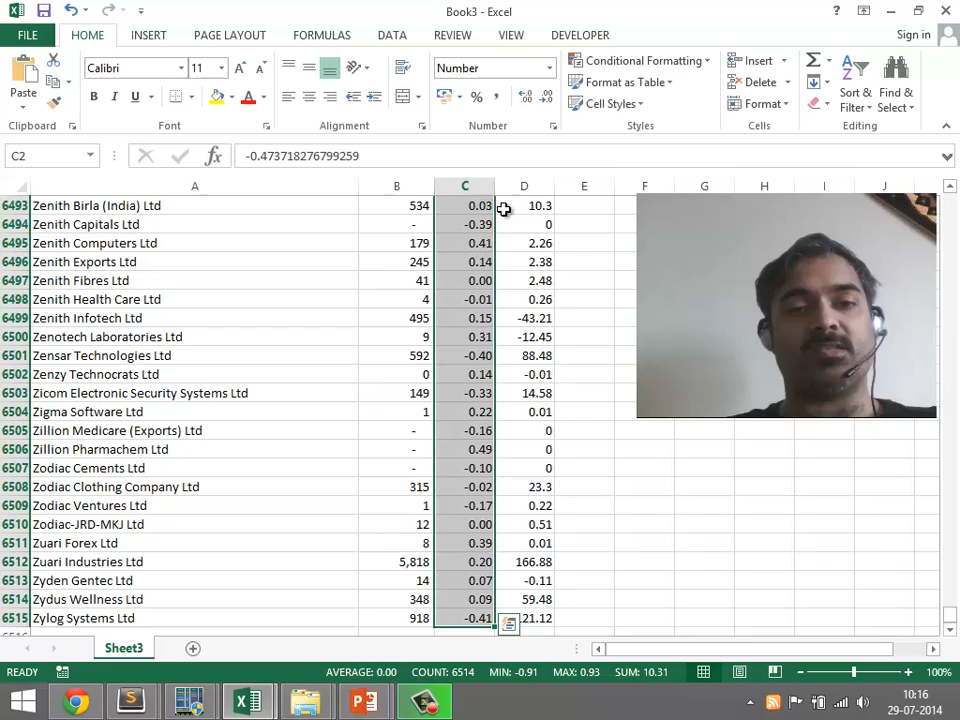 Book3 - Excel
FILE HOME INSERT PAGE LAYOUT FORMULAS DATA REVIEW VIEW DEVELOPER Sign in
Paste
Calibri 11
B I U A
Number
%
Conditional Formatting
Format as Table
Cell Styles
Insert
Delete
Format
Sort & Filter
Find & Select
Clipboard Font Alignment Number Styles Cells Editing
C2 fx -0.473718276799259
A B C D E F G H I J
6493 Zenith Birla (India) Ltd 534 0.03 10.3
6494 Zenith Capitals Ltd - -0.39 0
6495 Zenith Computers Ltd 179 0.41 2.26
6496 Zenith Exports Ltd 245 0.14 2.38
6497 Zenith Fibres Ltd 41 0.00 2.48
6498 Zenith Health Care Ltd 4 -0.01 0.26
6499 Zenith Infotech Ltd 495 0.15 -43.21
6500 Zenotech Laboratories Ltd 9 0.31 -12.45
6501 Zensar Technologies Ltd 592 -0.40 88.48
6502 Zenzy Technocrats Ltd 0 0.14 -0.01
6503 Zicom Electronic Security Systems Ltd 149 -0.33 14.58
6504 Zigma Software Ltd 1 0.22 0.01
6505 Zillion Medicare (Exports) Ltd - -0.16 0
6506 Zillion Pharmachem Ltd - 0.49 0
6507 Zodiac Cements Ltd - -0.10 0
6508 Zodiac Clothing Company Ltd 315 -0.02 23.3
6509 Zodiac Ventures Ltd 1 -0.17 0.22
6510 Zodiac-JRD-MKJ Ltd 12 0.00 0.51
6511 Zuari Forex Ltd 8 0.39 0.01
6512 Zuari Industries Ltd 5,818 0.20 166.88
6513 Zyden Gentec Ltd 14 0.07 -0.11
6514 Zydus Wellness Ltd 348 0.09 59.48
6515 Zylog Systems Ltd 918 -0.41 21.12
Sheet3
READY AVERAGE: 0.00 COUNT: 6514 MIN: -0.91 MAX: 0.93 SUM: 10.31 100%
10:16
29-07-2014